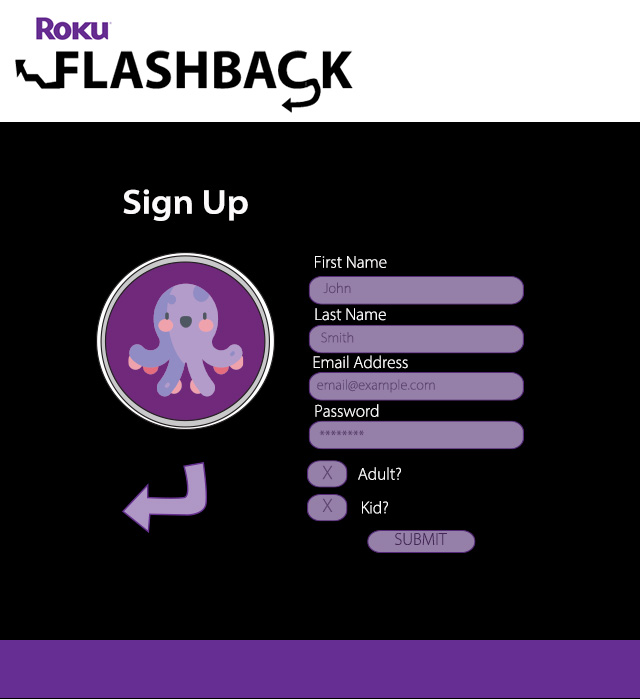 ROKU
FLASHBACK
Sign Up
First Name
John
Last Name
Smith
Email Address
email@example.com
Password
********
X Adult?
X Kid?
SUBMIT